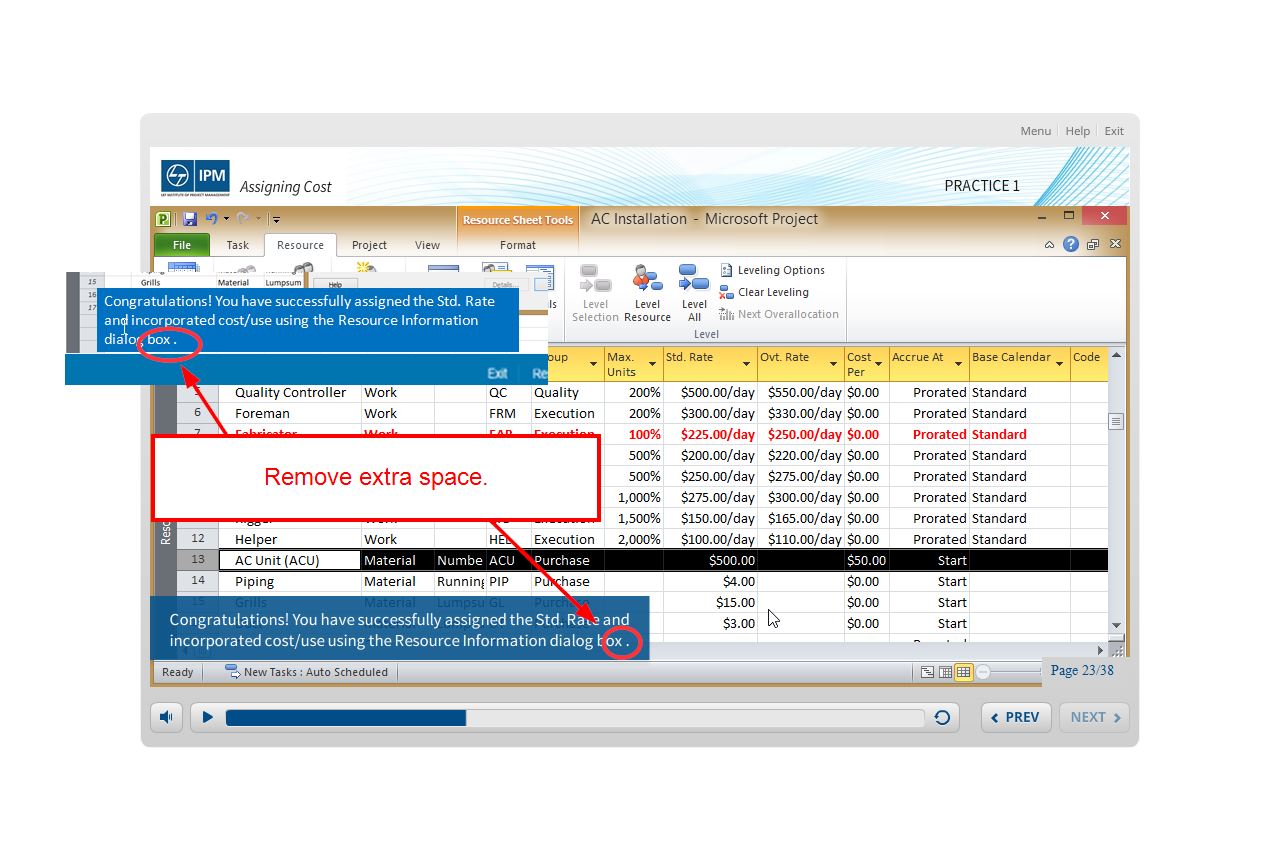 Menu Help Exit
IPM
Assigning Cost
PRACTICE 1
Resource Sheet Tools
AC Installation - Microsoft Project
File Task Resource Project View Format
15 Grills Material Lumpsum Help Details...
16
17
Congratulations! You have successfully assigned the Std. Rate
and incorporated cost/use using the Resource Information
dialog box .
Exit Re
Level Selection
Level Resource
Level All
Leveling Options
Clear Leveling
Next Overallocation
Level
Max. Units Std. Rate Ovt. Rate Cost Per Accrue At Base Calendar Code
Quality Controller Work QC Quality 200% $500.00/day $550.00/day $0.00 Prorated Standard
6 Foreman Work FRM Execution 200% $300.00/day $330.00/day $0.00 Prorated Standard
7 Fabricator Work FAB Execution 100% $225.00/day $250.00/day $0.00 Prorated Standard
500% $200.00/day $220.00/day $0.00 Prorated Standard
500% $250.00/day $275.00/day $0.00 Prorated Standard
1,000% $275.00/day $300.00/day $0.00 Prorated Standard
1,500% $150.00/day $165.00/day $0.00 Prorated Standard
Remove extra space.
12 Helper Work HEL Execution 2,000% $100.00/day $110.00/day $0.00 Prorated Standard
13 AC Unit (ACU) Material Numbe ACU Purchase $500.00 $50.00 Start
14 Piping Material Running PIP Purchase $4.00 $0.00 Start
15 Grills Material Lumpsu GL Purchase $15.00 $0.00 Start
$3.00 $0.00 Start
Congratulations! You have successfully assigned the Std. Rate and
incorporated cost/use using the Resource Information dialog box .
Ready New Tasks : Auto Scheduled
Page 23/38
PREV NEXT